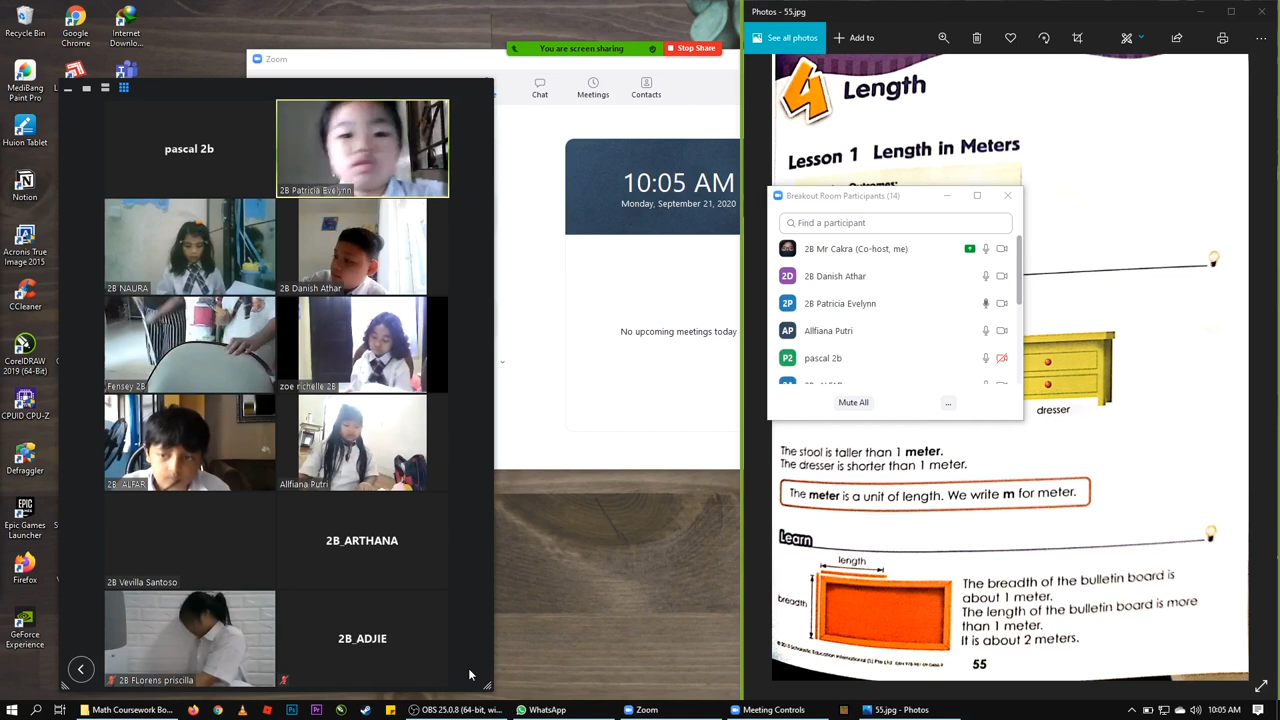 le Bin
Google
Chrome
Internet
Downlo...
MediBang
Paint Pro
Huion Tablet
Notion
Acronis True
Image 2015
CCleaner
CorelDRAW
2019 (64-Bit)
CPUID CPU-Z
Defraggler
EPIC
GAMES
Epic Games
Launcher
Firefox
GeForce
Experience
You are screen sharing
Stop Share
Zoom
Chat
Meetings
Contacts
10:05 AM
Monday, September 21, 2020
No upcoming meetings today
pascal 2b
2B Patricia Evelynn
2B NAURA
2B Danish Athar
Fensey 2B
zoe richelle 2B
2B_ALFAR
Allfiana Putri
2B Vevilla Santoso
2B_ARTHANA
2B FLorens priscilla
2B_ADJIE
Photos - 55.jpg
See all photos
Add to
4 Length
Lesson 1 Length in Meters
Outcomes:
Breakout Room Participants (14)
Find a participant
2B Mr Cakra (Co-host, me)
2D 2B Danish Athar
2P 2B Patricia Evelynn
AP Allfiana Putri
P2 pascal 2b
Mute All
...
dresser
The stool is taller than 1 meter.
The dresser is shorter than 1 meter.
The meter is a unit of length. We write m for meter.
Learn
length
breadth
The breadth of the bulletin board is
about 1 meter.
The length of the bulletin board is more
than 1 meter.
It is about 2 meters.
55
Math Coursework Bo...
OBS 25.0.8 (64-bit, wi...
WhatsApp
Zoom
Meeting Controls
55.jpg - Photos
10:05 AM